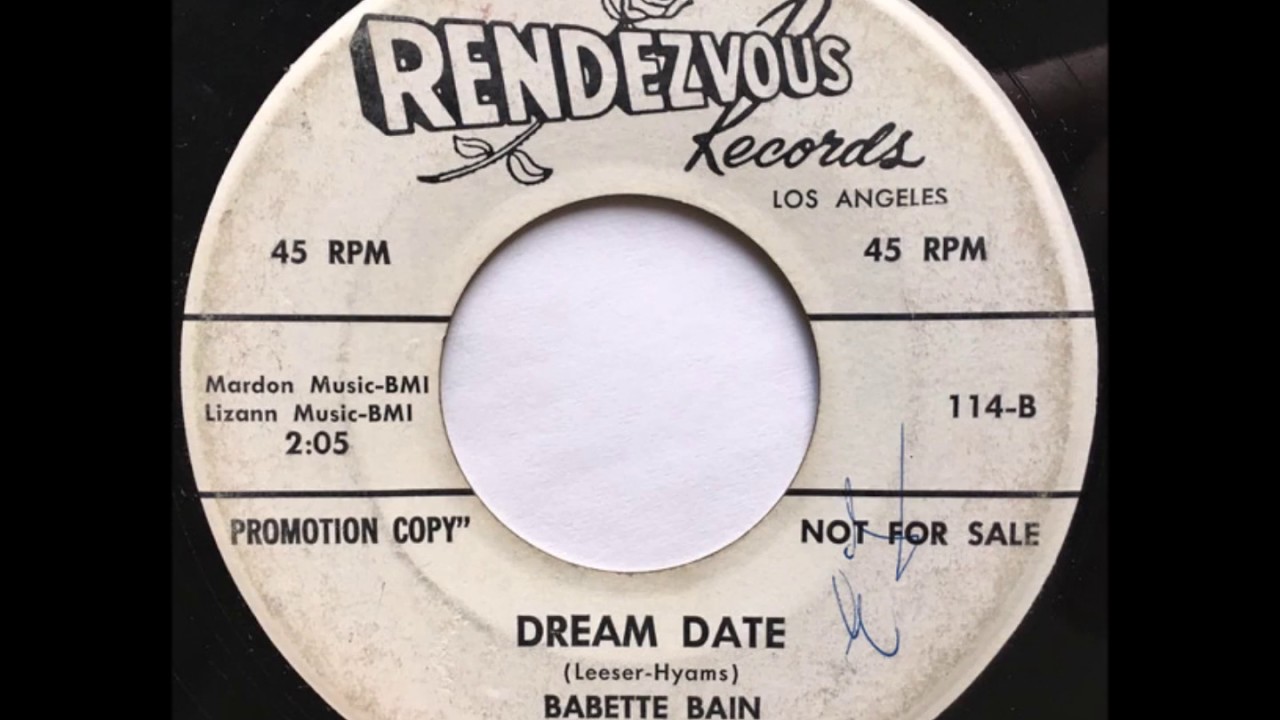 RENDEZVOUS
Records
LOS ANGELES
45 RPM
45 RPM
Mardon Music-BMI
Lizann Music-BMI
2:05
114-B
PROMOTION COPY”
NOT FOR SALE
DREAM DATE
(Leeser-Hyams)
BABETTE BAIN